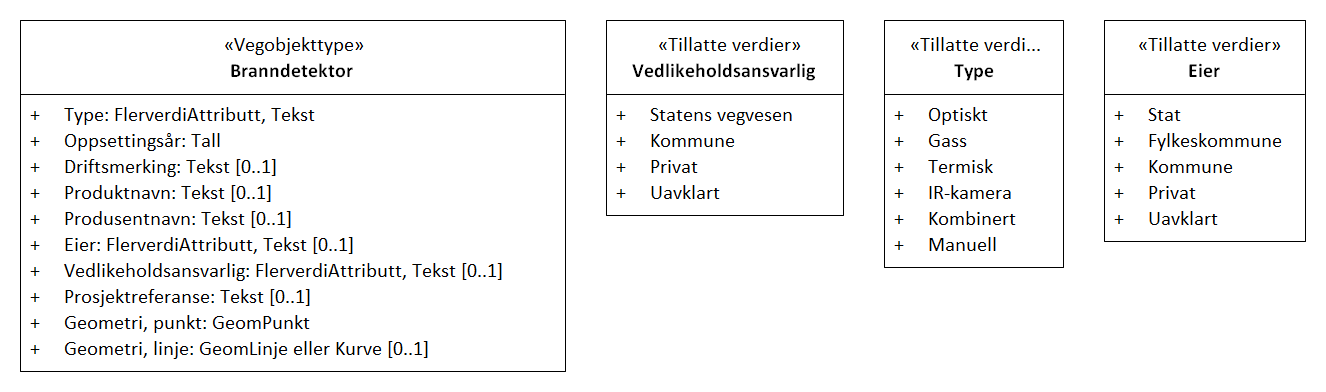 «Vegobjekttype»
Branndetektor
+ Type: FlerverdiAttributt, Tekst
+ Oppsettingsår: Tall
+ Driftsmerking: Tekst [0..1]
+ Produktnavn: Tekst [0..1]
+ Produsentnavn: Tekst [0..1]
+ Eier: FlerverdiAttributt, Tekst [0..1]
+ Vedlikeholdsansvarlig: FlerverdiAttributt, Tekst [0..1]
+ Prosjektreferanse: Tekst [0..1]
+ Geometri, punkt: GeomPunkt
+ Geometri, linje: GeomLinje eller Kurve [0..1]
«Tillatte verdier»
Vedlikeholdsansvarlig
+ Statens vegvesen
+ Kommune
+ Privat
+ Uavklart
«Tillatte verdi...
Type
+ Optiskt
+ Gass
+ Termisk
+ IR-kamera
+ Kombinert
+ Manuell
«Tillatte verdier»
Eier
+ Stat
+ Fylkeskommune
+ Kommune
+ Privat
+ Uavklart